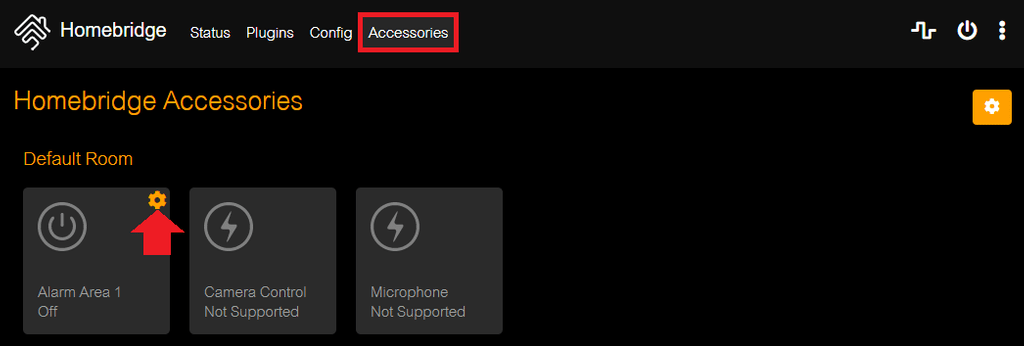 Homebridge Status Plugins Config Accessories
Homebridge Accessories
Default Room
Alarm Area 1
Off
Camera Control
Not Supported
Microphone
Not Supported